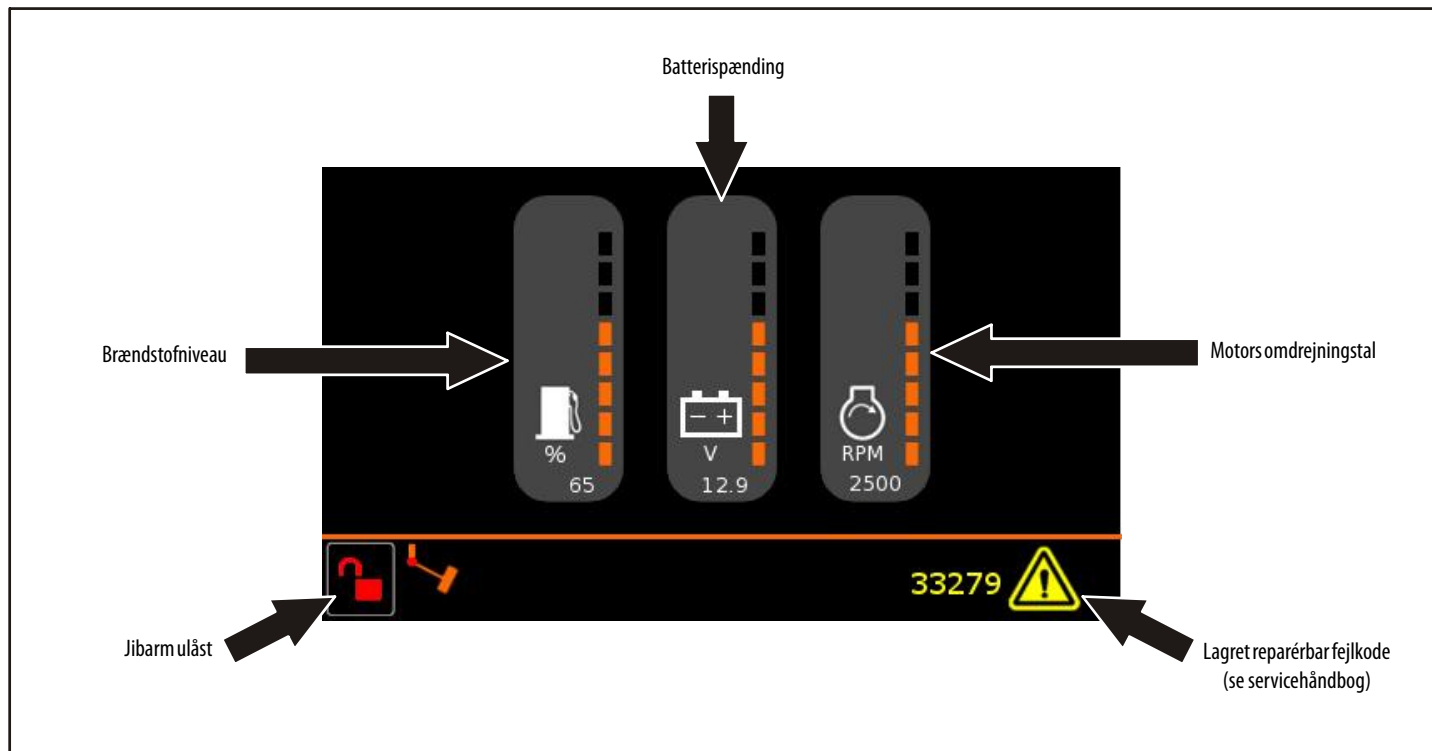 Batterispænding
Brændstofniveau
Motors omdrejningstal
%
65
V
12.9
RPM
2500
33279
Jibarm ulåst
Lagret reparérbar fejlkode
(se servicehåndbog)